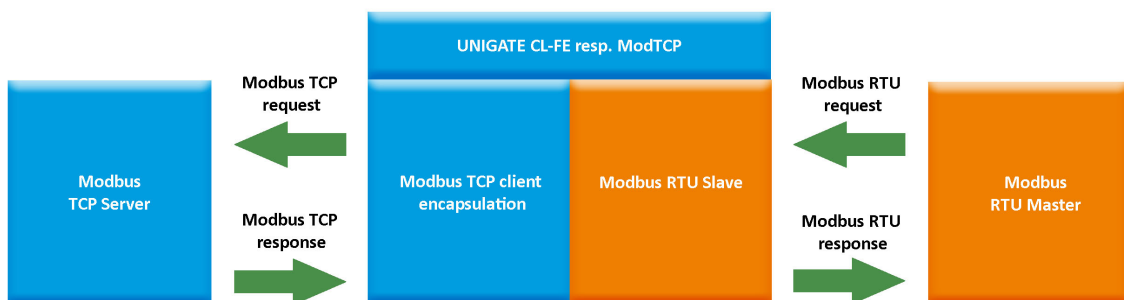 UNIGATE CL-FE resp. ModTCP
Modbus TCP
request
Modbus RTU
request
Modbus
TCP Server
Modbus TCP client
encapsulation
Modbus RTU Slave
Modbus
RTU Master
Modbus TCP
response
Modbus RTU
response